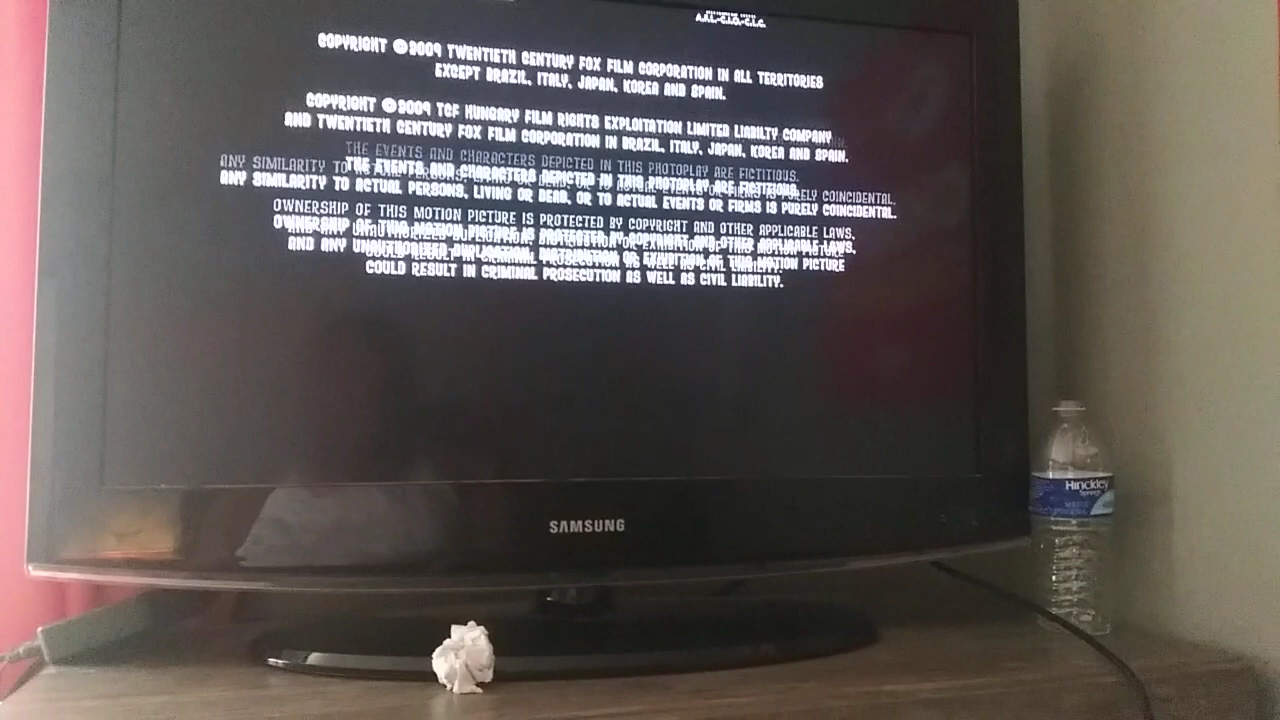 A.F.L.-C.I.O.-C.L.C.
COPYRIGHT ©2009 TWENTIETH CENTURY FOX FILM CORPORATION IN ALL TERRITORIES
EXCEPT BRAZIL, ITALY, JAPAN, KOREA AND SPAIN.
COPYRIGHT ©2009 TCF HUNGARY FILM RIGHTS EXPLOITATION LIMITED LIABILTY COMPANY
AND TWENTIETH CENTURY FOX FILM CORPORATION IN BRAZIL, ITALY, JAPAN, KOREA AND SPAIN.
THE EVENTS AND CHARACTERS DEPICTED IN THIS PHOTOPLAY ARE FICTITIOUS.
ANY SIMILARITY TO ACTUAL PERSONS, LIVING OR DEAD, OR TO ACTUAL EVENTS OR FIRMS IS PURELY COINCIDENTAL.
OWNERSHIP OF THIS MOTION PICTURE IS PROTECTED BY COPYRIGHT AND OTHER APPLICABLE LAWS,
AND ANY UNAUTHORIZED DUPLICATION, DISTRIBUTION OR EXHIBITION OF THIS MOTION PICTURE
COULD RESULT IN CRIMINAL PROSECUTION AS WELL AS CIVIL LIABILITY.
SAMSUNG
Hinckley
Springs